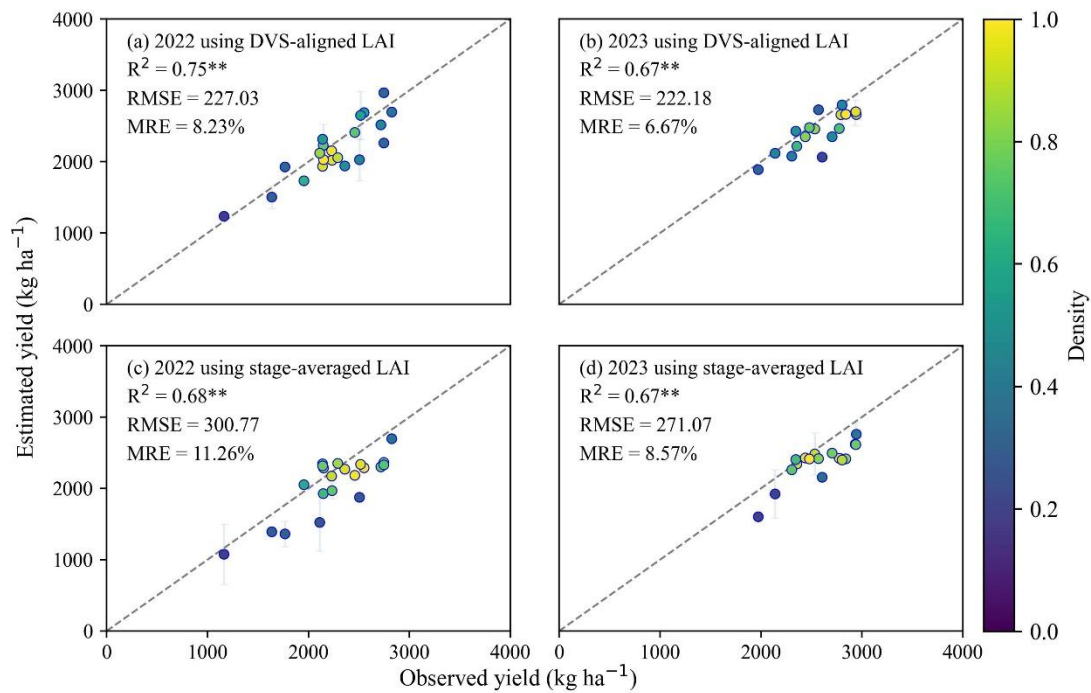 4000
3000
2000
1000
0
(a) 2022 using DVS-aligned LAI
R² = 0.75**
RMSE = 227.03
MRE = 8.23%
(b) 2023 using DVS-aligned LAI
R² = 0.67**
RMSE = 222.18
MRE = 6.67%
4000
3000
2000
1000
0
(c) 2022 using stage-averaged LAI
R² = 0.68**
RMSE = 300.77
MRE = 11.26%
(d) 2023 using stage-averaged LAI
R² = 0.67**
RMSE = 271.07
MRE = 8.57%
0 1000 2000 3000 4000
0 1000 2000 3000 4000
Estimated yield (kg ha⁻¹)
Observed yield (kg ha⁻¹)
1.0
0.8
0.6
0.4
0.2
0.0
Density